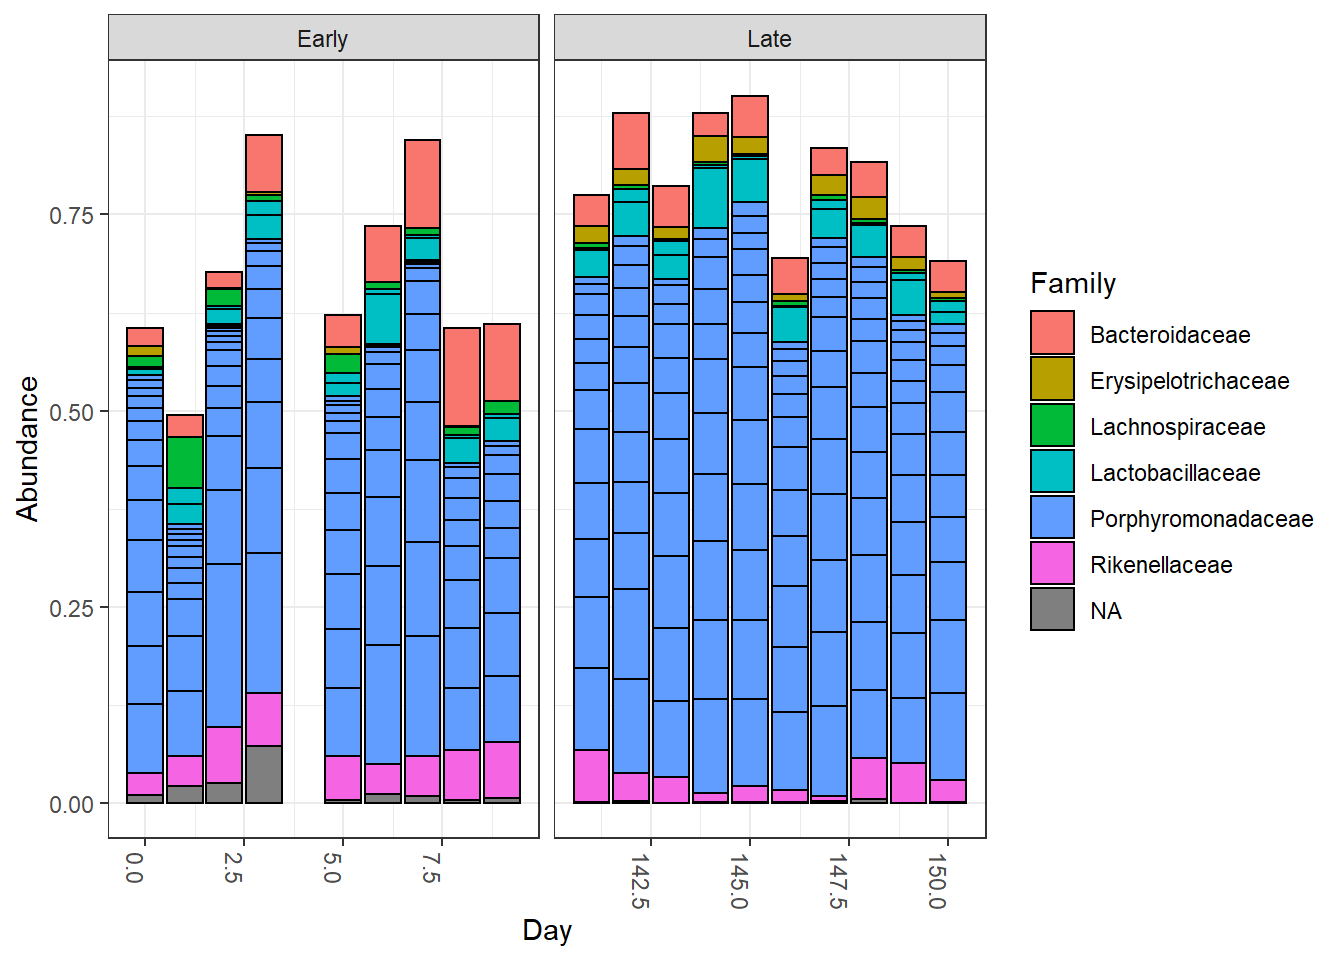 Early
Late
Abundance
0.75
0.50
0.25
0.00
0.0
2.5
5.0
7.5
142.5
145.0
147.5
150.0
Day
Family
Bacteroidaceae
Erysipelotrichaceae
Lachnospiraceae
Lactobacillaceae
Porphyromonadaceae
Rikenellaceae
NA